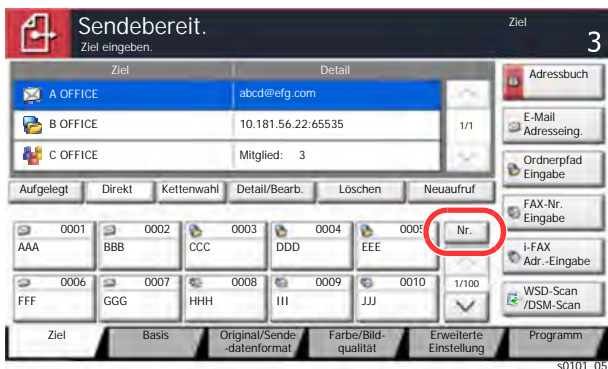 Sendebereit.
Ziel eingeben.
Ziel
3
Ziel Detail
A OFFICE abcd@efg.com
B OFFICE 10.181.56.22:65535
C OFFICE Mitglied: 3
1/1
Aufgelegt Direkt Kettenwahl Detail/Bearb. Löschen Neuaufruf
0001 0002 0003 0004 0005
AAA BBB CCC DDD EEE
Nr.
0006 0007 0008 0009 0010
FFF GGG HHH III JJJ
1/100
Adressbuch
E-Mail
Adresseing.
Ordnerpfad
Eingabe
FAX-Nr.
Eingabe
i-FAX
Adr.-Eingabe
WSD-Scan
/DSM-Scan
Ziel
Basis
Original/Sende
-datenformat
Farbe/Bild-
qualität
Erweiterte
Einstellung
Programm
s0101_05